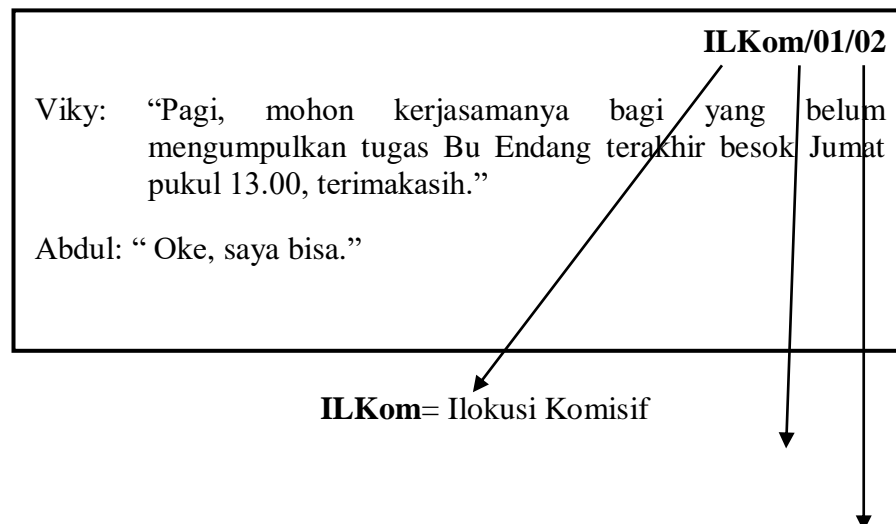 ILKom/01/02
Viky: “Pagi, mohon kerjasamanya bagi yang belum
mengumpulkan tugas Bu Endang terakhir besok Jumat
pukul 13.00, terimakasih.”
Abdul: “ Oke, saya bisa.”
ILKom= Ilokusi Komisif